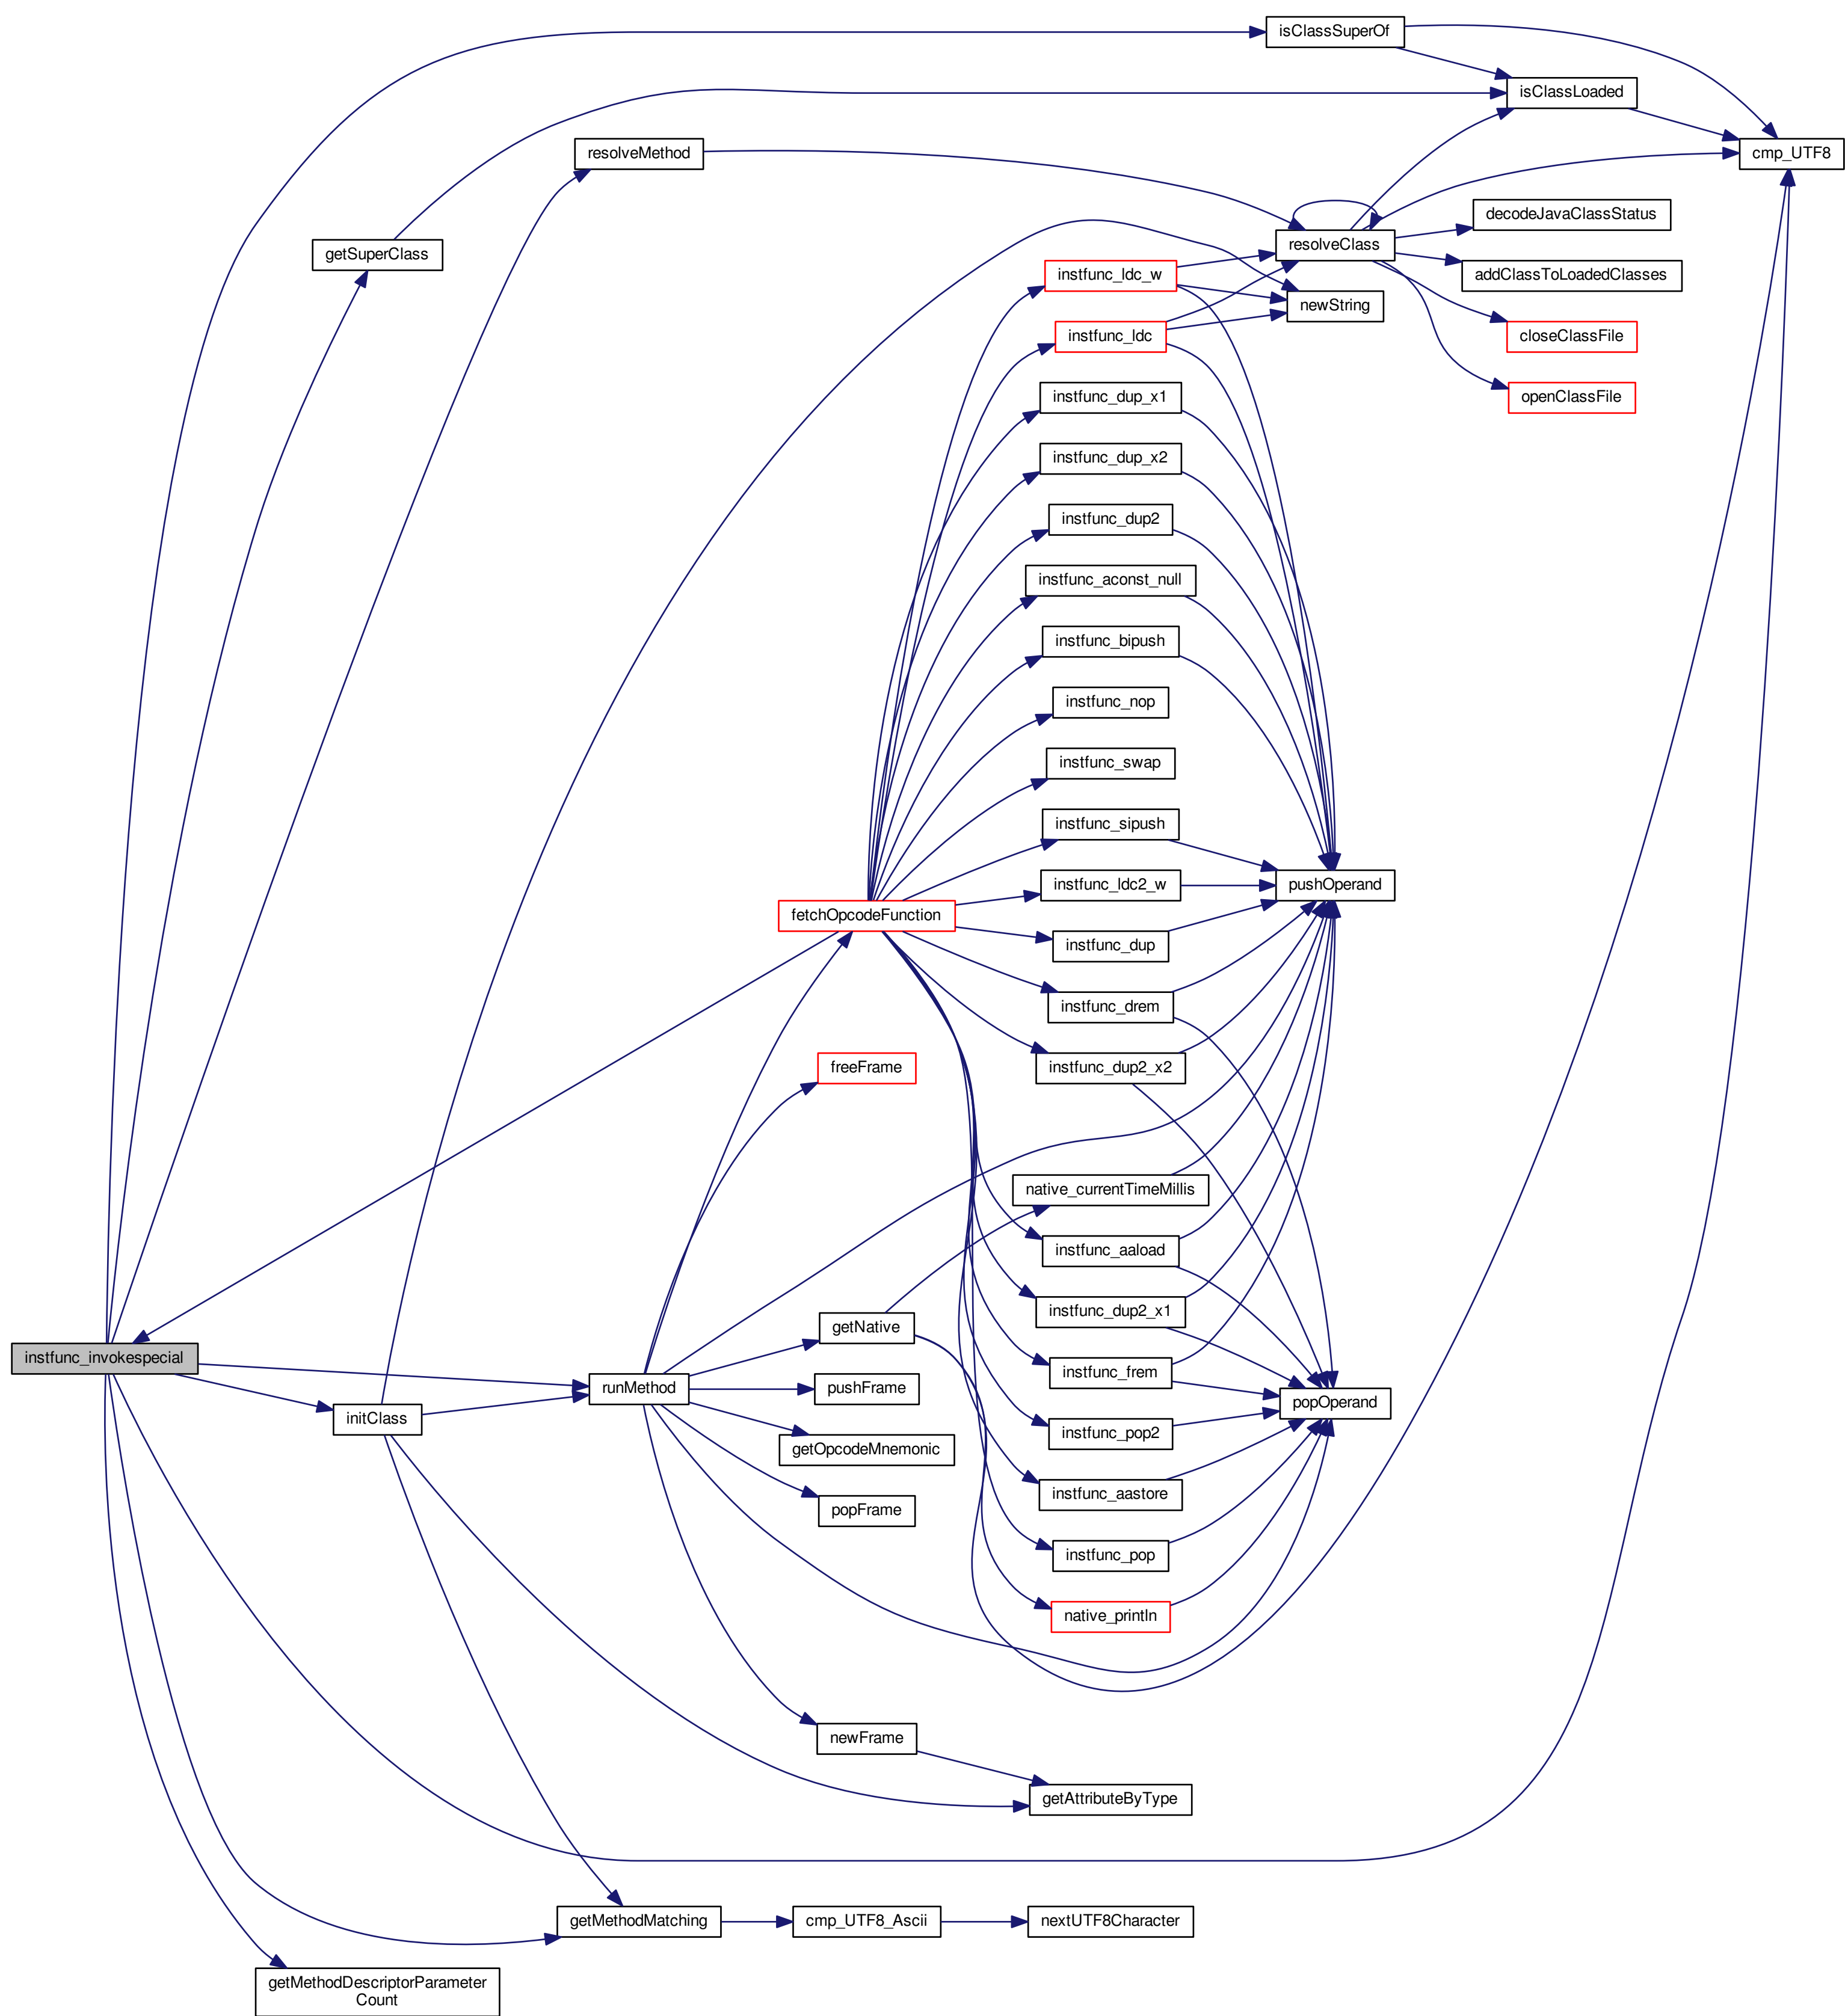 isClassSuperOf
isClassLoaded
resolveMethod
cmp_UTF8
decodeJavaClassStatus
getSuperClass
resolveClass
instfunc_ldc_w
addClassToLoadedClasses
newString
instfunc_ldc
closeClassFile
instfunc_dup_x1
openClassFile
instfunc_dup_x2
instfunc_dup2
instfunc_aconst_null
instfunc_bipush
instfunc_nop
instfunc_swap
instfunc_sipush
instfunc_ldc2_w
pushOperand
fetchOpcodeFunction
instfunc_dup
instfunc_drem
freeFrame
instfunc_dup2_x2
native_currentTimeMillis
instfunc_aaload
instfunc_dup2_x1
getNative
instfunc_invokespecial
instfunc_frem
runMethod
pushFrame
popOperand
initClass
instfunc_pop2
getOpcodeMnemonic
instfunc_aastore
popFrame
instfunc_pop
native_println
newFrame
getAttributeByType
getMethodMatching
cmp_UTF8_Ascii
nextUTF8Character
getMethodDescriptorParameter
Count